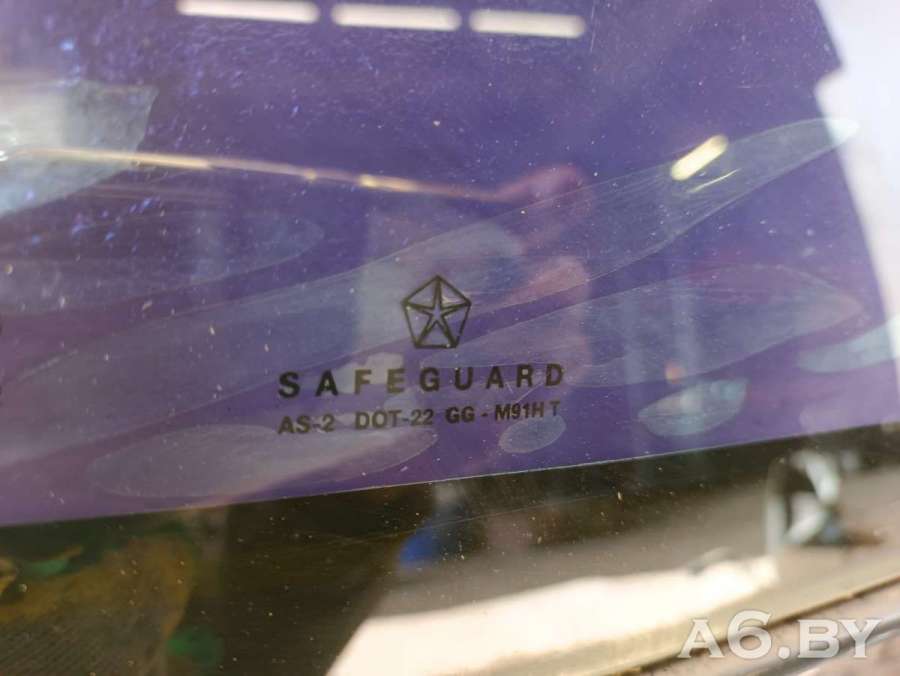 SAFEGUARD
AS-2 DOT-22 GG - M91H T
A6.BY